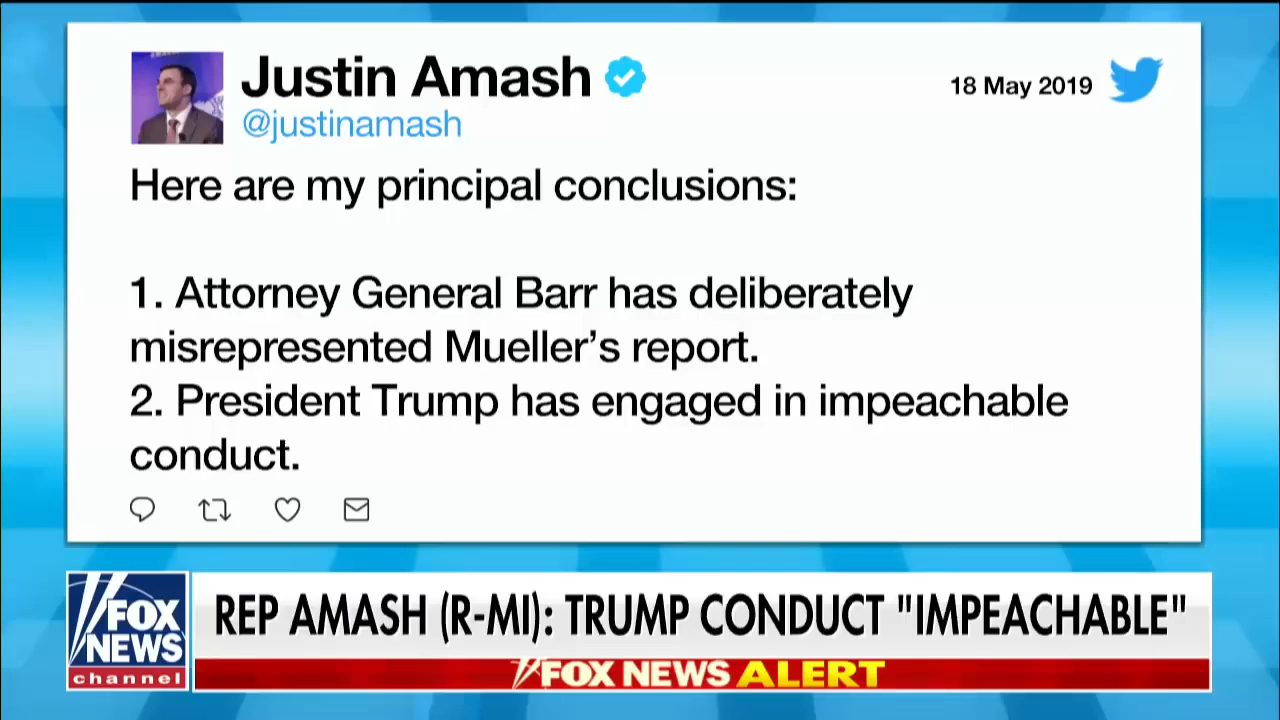 Justin Amash
18 May 2019
@justinamash
Here are my principal conclusions:
1. Attorney General Barr has deliberately
misrepresented Mueller's report.
2. President Trump has engaged in impeachable
conduct.
FOX
NEWS
channel
REP AMASH (R-MI): TRUMP CONDUCT "IMPEACHABLE"
FOX NEWS ALERT